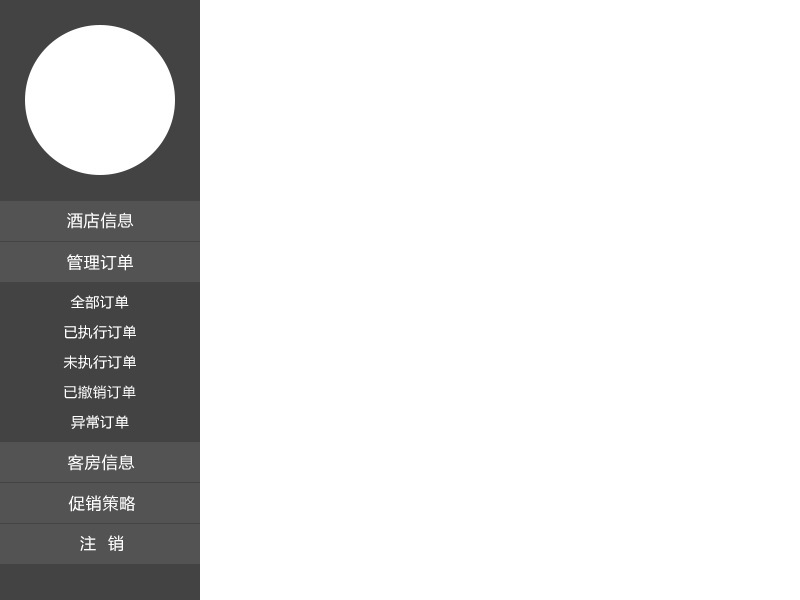 酒店信息
管理订单
全部订单
已执行订单
未执行订单
已撤销订单
异常订单
客房信息
促销策略
注 销